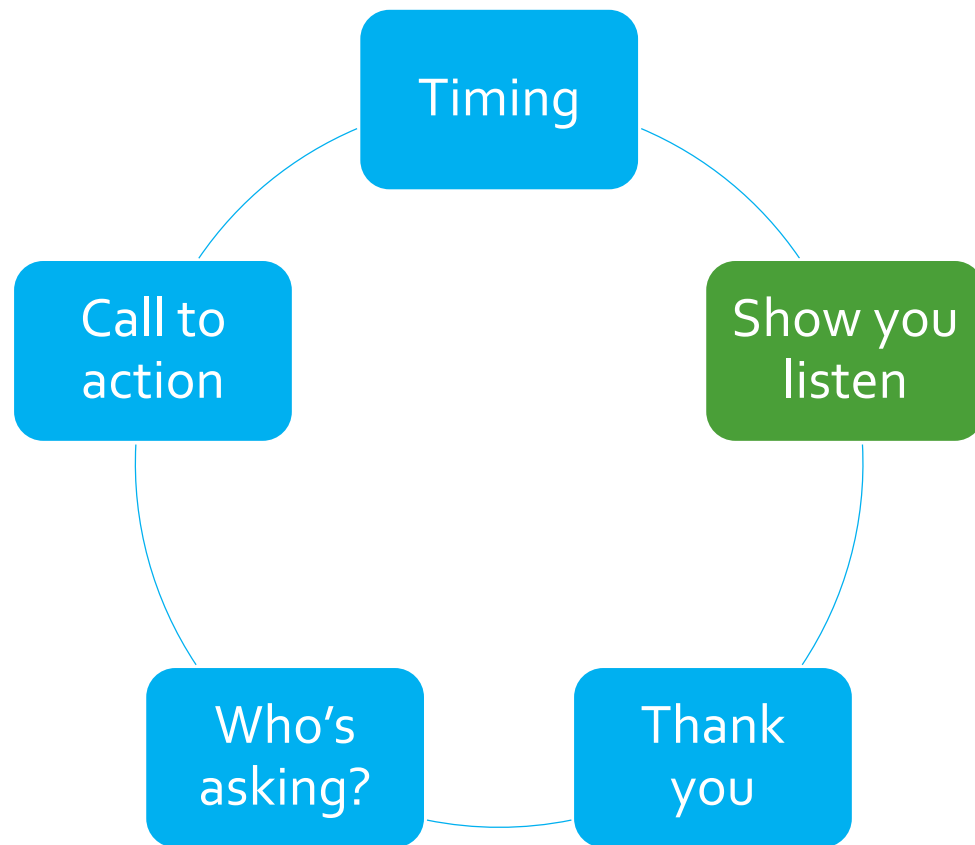 Timing
Show you
listen
Thank
you
Who’s
asking?
Call to
action